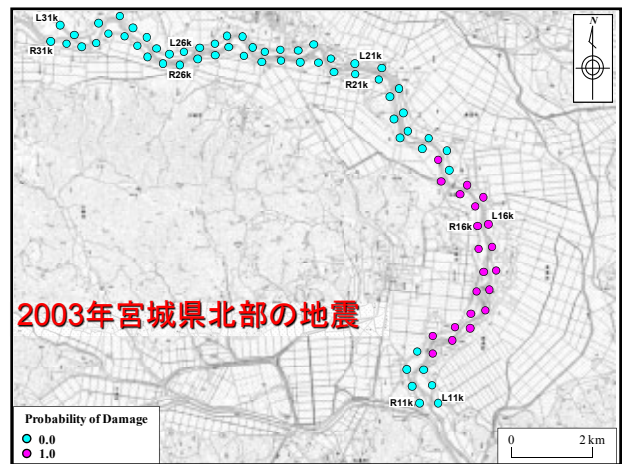 L31k
N
R31k
L26k
R26k
L21k
R21k
L16k
R16k
2003年宮城県北部の地震
R11k
L11k
Probability of Damage
0.0
1.0
0
2 km